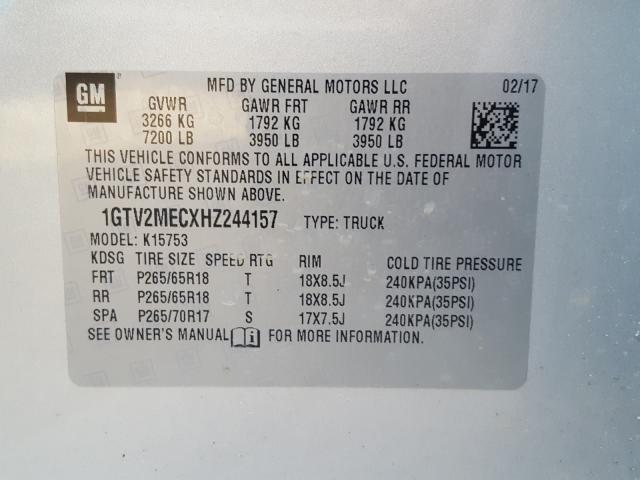 GM
MFD BY GENERAL MOTORS LLC 02/17
GVWR GAWR FRT GAWR RR
3266 KG 1792 KG 1792 KG
7200 LB 3950 LB 3950 LB
THIS VEHICLE CONFORMS TO ALL APPLICABLE U.S. FEDERAL MOTOR
VEHICLE SAFETY STANDARDS IN EFFECT ON THE DATE OF
MANUFACTURE SHOWN ABOVE.
1GTV2MECXHZ244157 TYPE: TRUCK
MODEL: K15753
KDSG TIRE SIZE SPEED RTG RIM COLD TIRE PRESSURE
FRT P265/65R18 T 18X8.5J 240KPA(35PSI)
RR P265/65R18 T 18X8.5J 240KPA(35PSI)
SPA P265/70R17 S 17X7.5J 240KPA(35PSI)
SEE OWNER'S MANUAL FOR MORE INFORMATION.